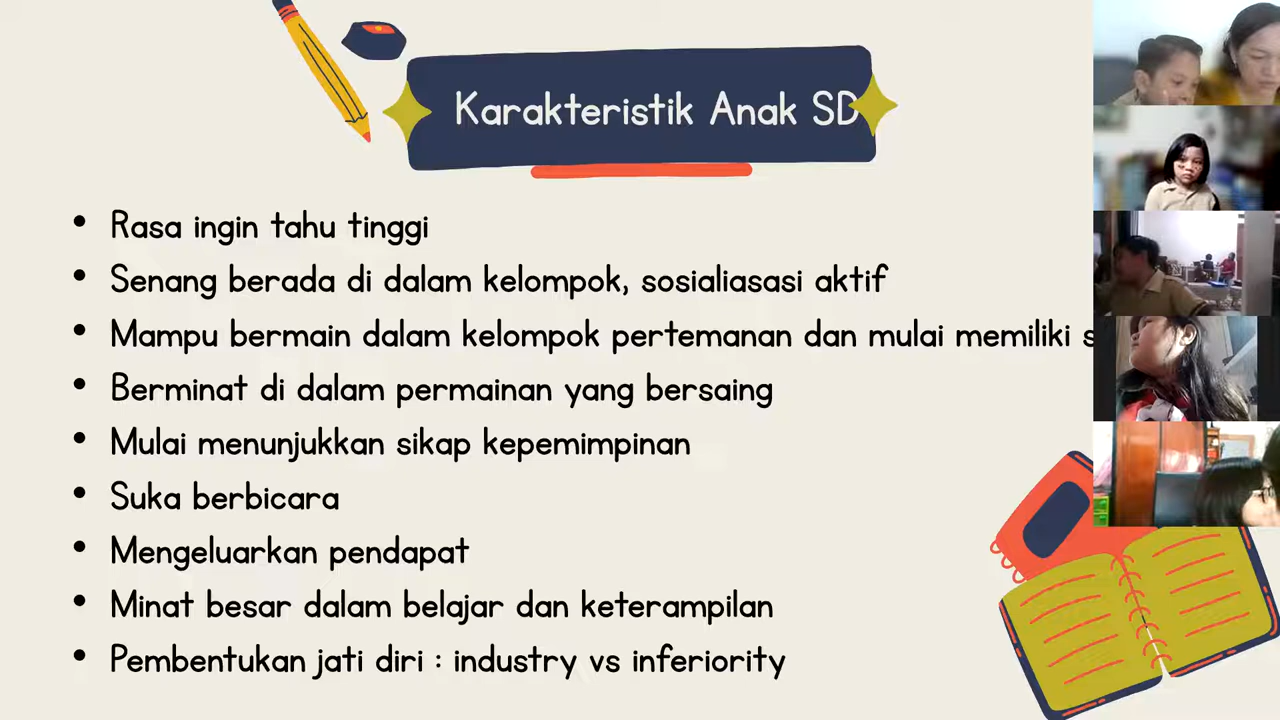 Karakteristik Anak SD
• Rasa ingin tahu tinggi
• Senang berada di dalam kelompok, sosialiasasi aktif
• Mampu bermain dalam kelompok pertemanan dan mulai memiliki
• Berminat di dalam permainan yang bersaing
• Mulai menunjukkan sikap kepemimpinan
• Suka berbicara
• Mengeluarkan pendapat
• Minat besar dalam belajar dan keterampilan
• Pembentukan jati diri : industry vs inferiority